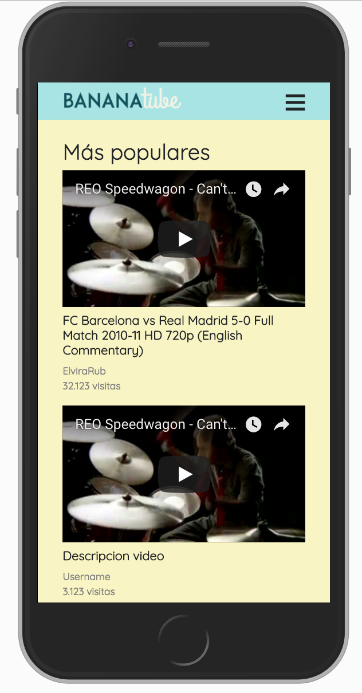 BANANAtube
Más populares
REO Speedwagon - Can't...
FC Barcelona vs Real Madrid 5-0 Full
Match 2010-11 HD 720p (English
Commentary)
ElviraRub
32.123 visitas
REO Speedwagon - Can't...
Descripcion video
Username
3.123 visitas